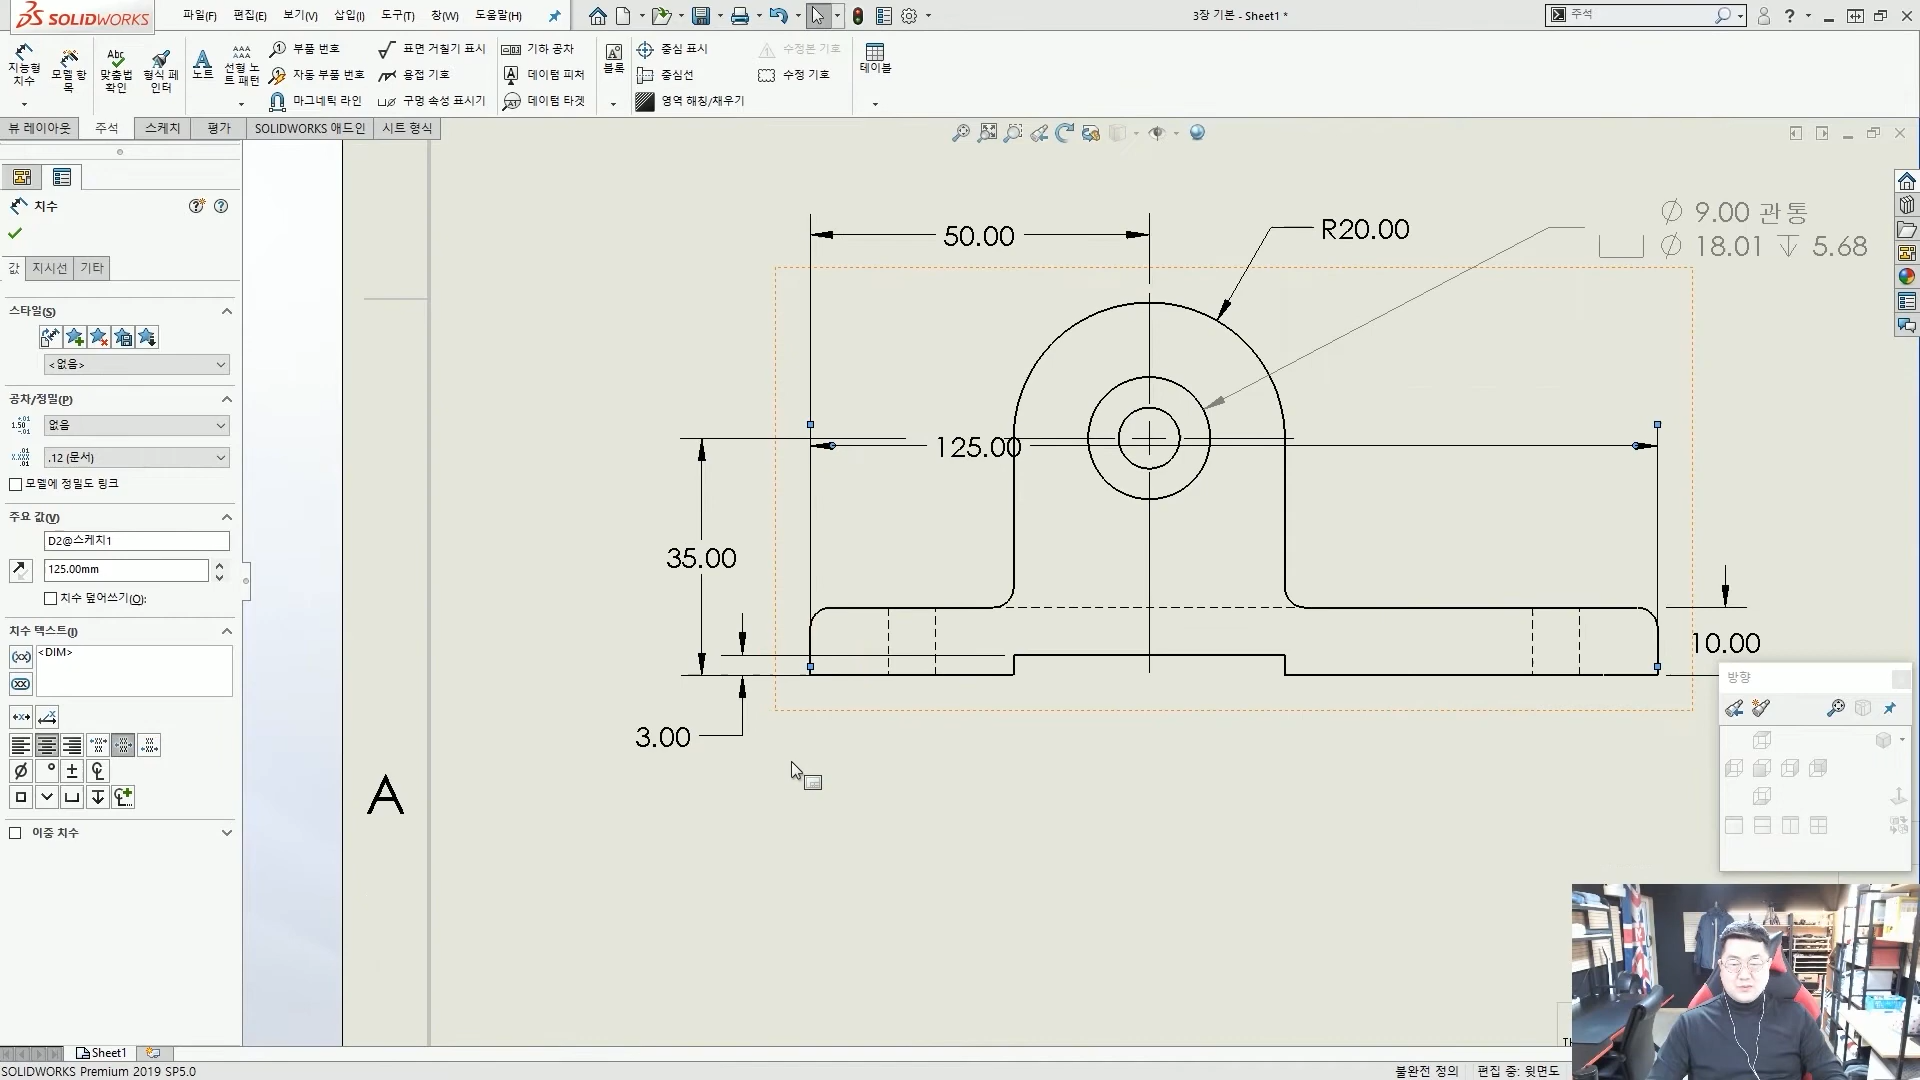 SOLIDWORKS
파일(F) 편집(E) 보기(V) 삽입(I) 도구(T) 창(W) 도움말(H)
3장 기본 - Sheet1 *
주석
지능형 치수
모델 항목
맞춤법 확인
형식 페인터
노트
선형 노트 패턴
부품 번호
자동 부품 번호
마그네틱 라인
표면 거칠기 표시
용접 기호
구멍 속성 표시기
기하 공차
데이텀 피처
데이텀 타겟
블록
중심 표시
중심선
영역 해칭/채우기
수정본 기호
수정 기호
테이블
뷰 레이아웃 주석 스케치 평가 SOLIDWORKS 애드인 시트 형식
치수
값 지시선 기타
스타일(S)
<없음>
공차/정밀(P)
없음
.12 (문서)
모델에 정밀도 링크
주요 값(V)
D2@스케치1
125.00mm
치수 덮어쓰기(O):
치수 텍스트(I)
<DIM>
이중 치수
50.00
R20.00
∅ 9.00 관통
⌴ ∅ 18.01 ↧ 5.68
125.00
35.00
10.00
3.00
A
방향
Sheet1
SOLIDWORKS Premium 2019 SP5.0
불완전 정의 편집 중: 윗면도